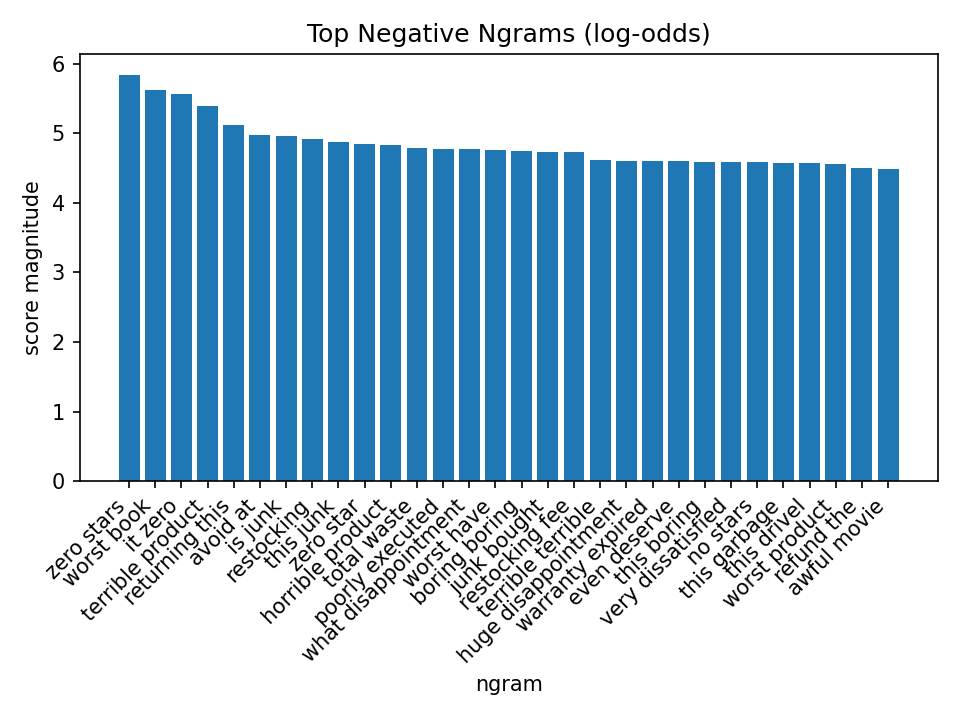 Top Negative Ngrams (log-odds)
score magnitude
6
5
4
3
2
1
0
zero stars
worst book
it zero
terrible product
returning this
avoid at
is junk
restocking
this junk
zero star
horrible product
total waste
poorly executed
what disappointment
worst have
boring boring
junk bought
restocking fee
terrible terrible
huge disappointment
warranty expired
even deserve
this boring
very dissatisfied
no stars
this garbage
this drivel
worst product
refund the
awful movie
ngram